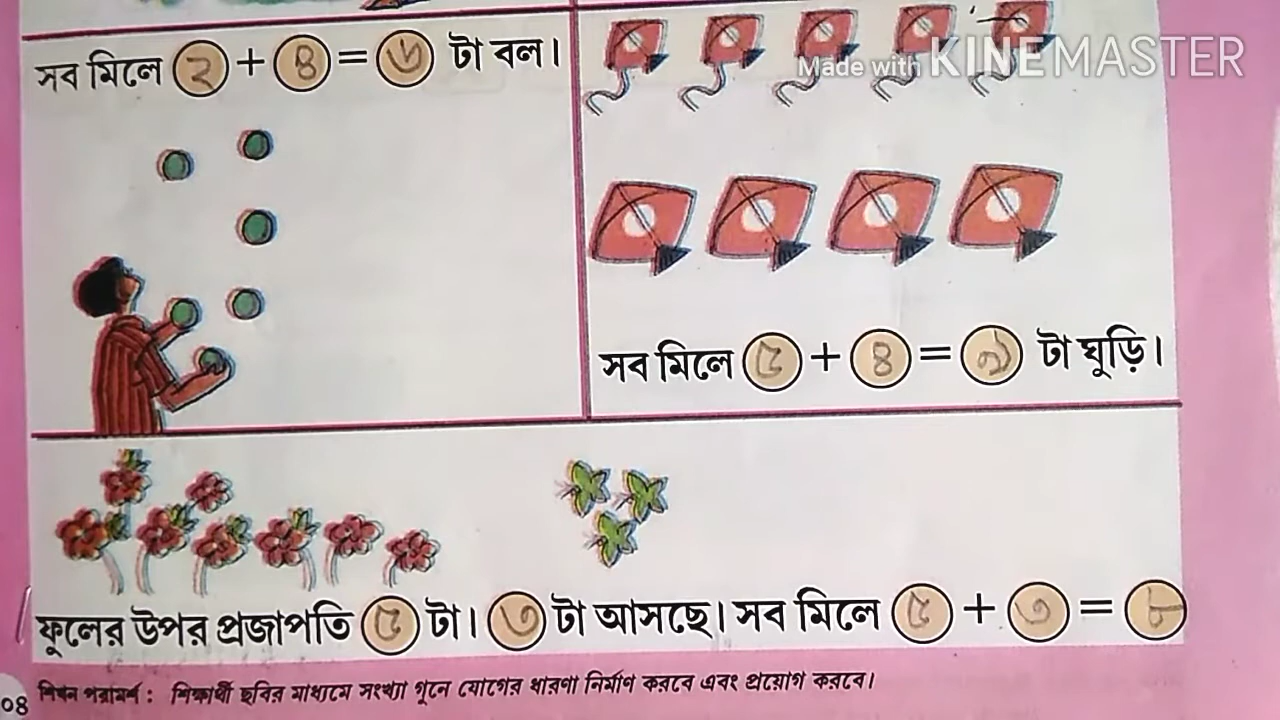 সব মিলে ২ + ৪ = ৬ টা বল।
Made with KINEMASTER
সব মিলে ৫ + ৪ = ৯ টা ঘুড়ি।
ফুলের উপর প্রজাপতি ৫ টা। ৩ টা আসছে। সব মিলে ৫ + ৩ = ৮
১০৪ শিখন পরামর্শ : শিক্ষার্থী ছবির মাধ্যমে সংখ্যা গুনে যোগের ধারণা নির্মাণ করবে এবং প্রয়োগ করবে।